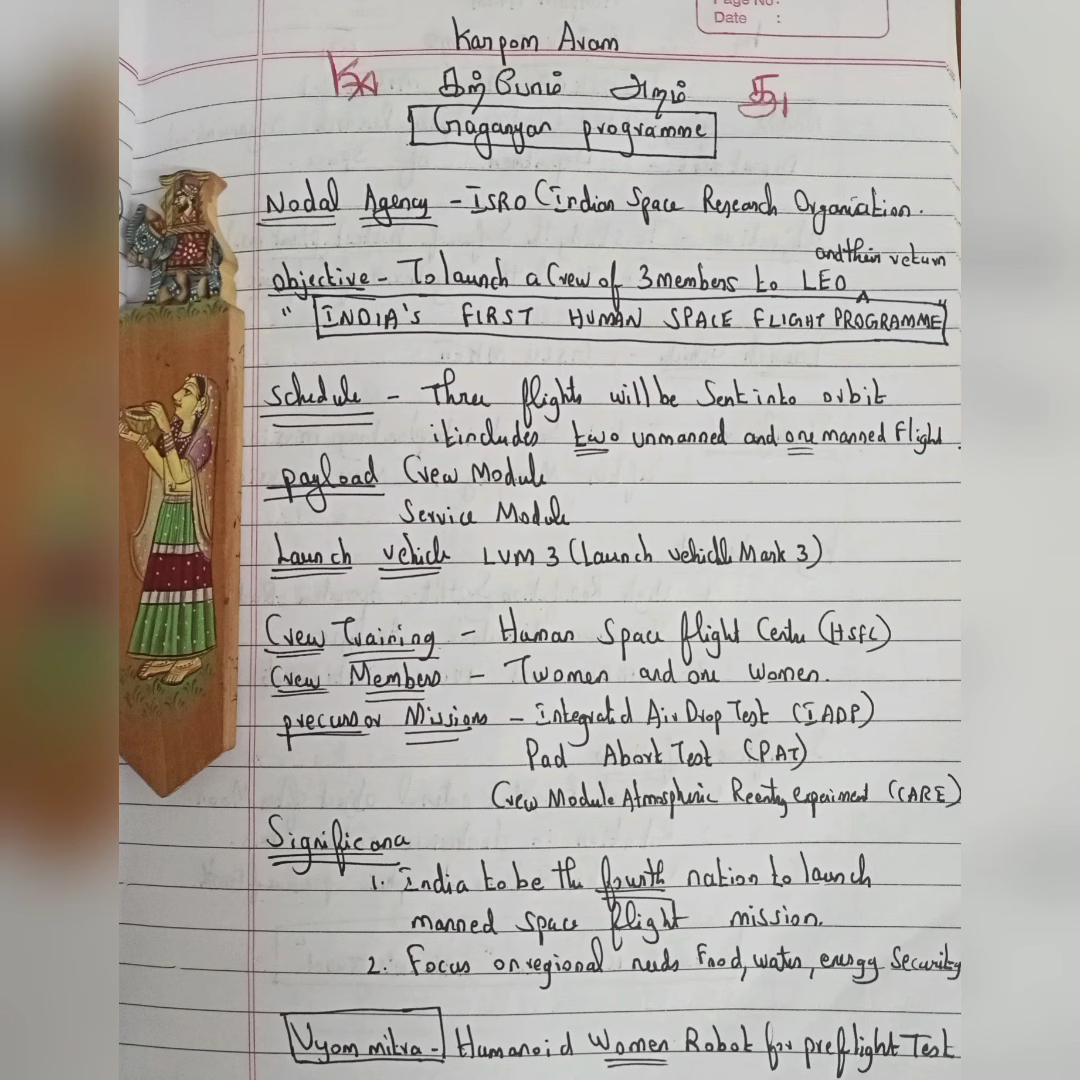 Page No:
Date :
Karpom Avam
கற்போம் அறம்
Gaganyan programme
Nodal Agency - ISRO (Indian Space Research Organiation.
and their return
objective - To launch a Crew of 3 members to LEO
" INDIA'S FIRST HUMAN SPACE FLIGHT PROGRAMME "
Schedule - Three flights will be Sent into orbit
it includes two unmanned and one manned Flight.
payload Crew Module
Service Module
Launch vehicle LVM 3 (Launch vehicle Mark 3)
Crew Training - Human Space flight Centre (HSFC)
Crew Members - Two men and one women.
precursor Missions - Integrated Air Drop Test (IADP)
Pad Abort Test (PAT)
Crew Module Atmospheric Reentry experiment (CARE)
Significance
1. India to be the fourth nation to launch
manned space flight mission.
2. Focus on regional needs Food, water, energy Security
Vyom mitra - Humanoid Women Robot for preflight Test